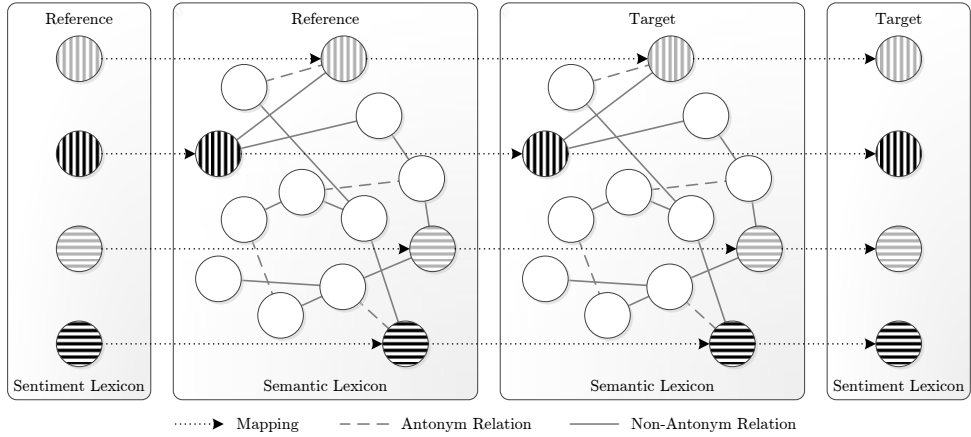 Reference
Reference
Target
Target
Sentiment Lexicon
Semantic Lexicon
Semantic Lexicon
Sentiment Lexicon
Mapping
Antonym Relation
Non-Antonym Relation